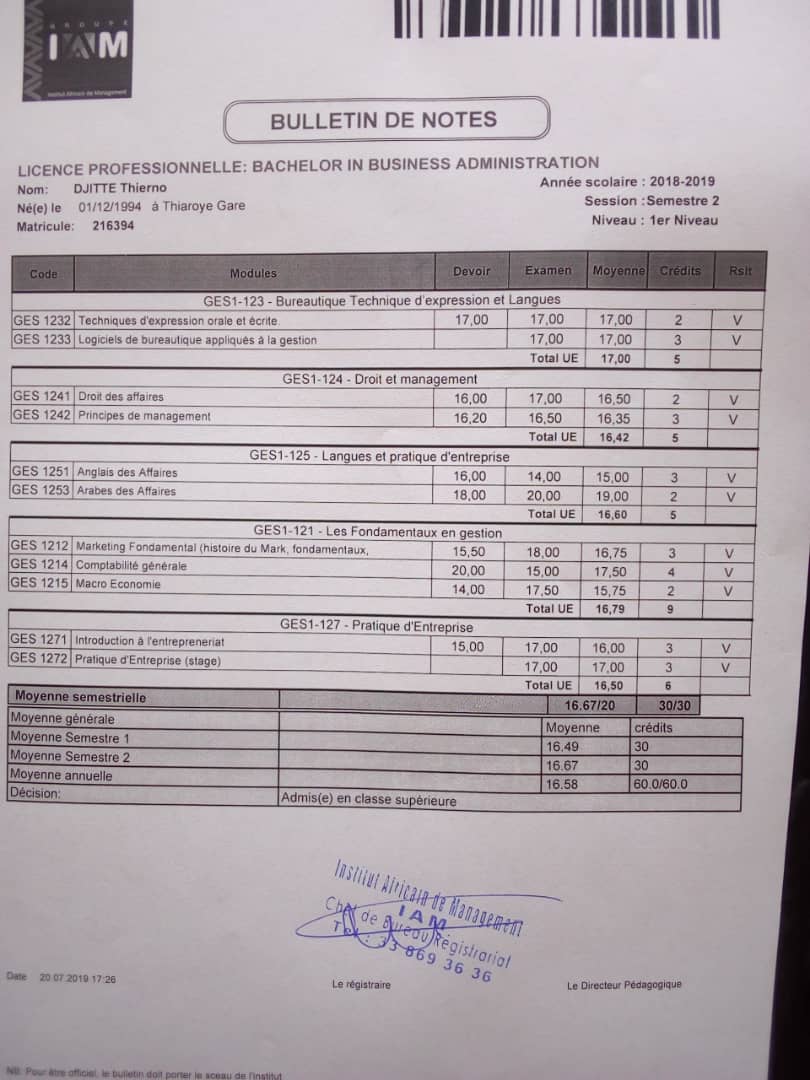 GROUPE
IAM
Institut Africain de Management
BULLETIN DE NOTES
LICENCE PROFESSIONNELLE: BACHELOR IN BUSINESS ADMINISTRATION
Nom: DJITTE Thierno
Année scolaire : 2018-2019
Né(e) le 01/12/1994 à Thiaroye Gare
Session :Semestre 2
Matricule: 216394
Niveau : 1er Niveau
Code Modules Devoir Examen Moyenne Crédits Rslt
GES1-123 - Bureautique Technique d'expression et Langues
GES 1232 Techniques d'expression orale et écrite 17,00 17,00 17,00 2 V
GES 1233 Logiciels de bureautique appliqués à la gestion 17,00 17,00 3 V
Total UE 17,00 5
GES1-124 - Droit et management
GES 1241 Droit des affaires 16,00 17,00 16,50 2 V
GES 1242 Principes de management 16,20 16,50 16,35 3 V
Total UE 16,42 5
GES1-125 - Langues et pratique d'entreprise
GES 1251 Anglais des Affaires 16,00 14,00 15,00 3 V
GES 1253 Arabes des Affaires 18,00 20,00 19,00 2 V
Total UE 16,60 5
GES1-121 - Les Fondamentaux en gestion
GES 1212 Marketing Fondamental (histoire du Mark, fondamentaux, 15,50 18,00 16,75 3 V
GES 1214 Comptabilité générale 20,00 15,00 17,50 4 V
GES 1215 Macro Economie 14,00 17,50 15,75 2 V
Total UE 16,79 9
GES1-127 - Pratique d'Entreprise
GES 1271 Introduction à l'entrepreneriat 15,00 17,00 16,00 3 V
GES 1272 Pratique d'Entreprise (stage) 17,00 17,00 3 V
Total UE 16,50 6
Moyenne semestrielle 16.67/20 30/30
Moyenne générale Moyenne crédits
Moyenne Semestre 1 16.49 30
Moyenne Semestre 2 16.67 30
Moyenne annuelle 16.58 60.0/60.0
Décision: Admis(e) en classe supérieure
Institut Africain de Management
IAM
Chef de Bureau Régistrariat
Tel : 33 869 36 36
Date 20.07.2019 17:26
Le régistraire
Le Directeur Pédagogique
NB: Pour être officiel, le bulletin doit porter le sceau de l'institut